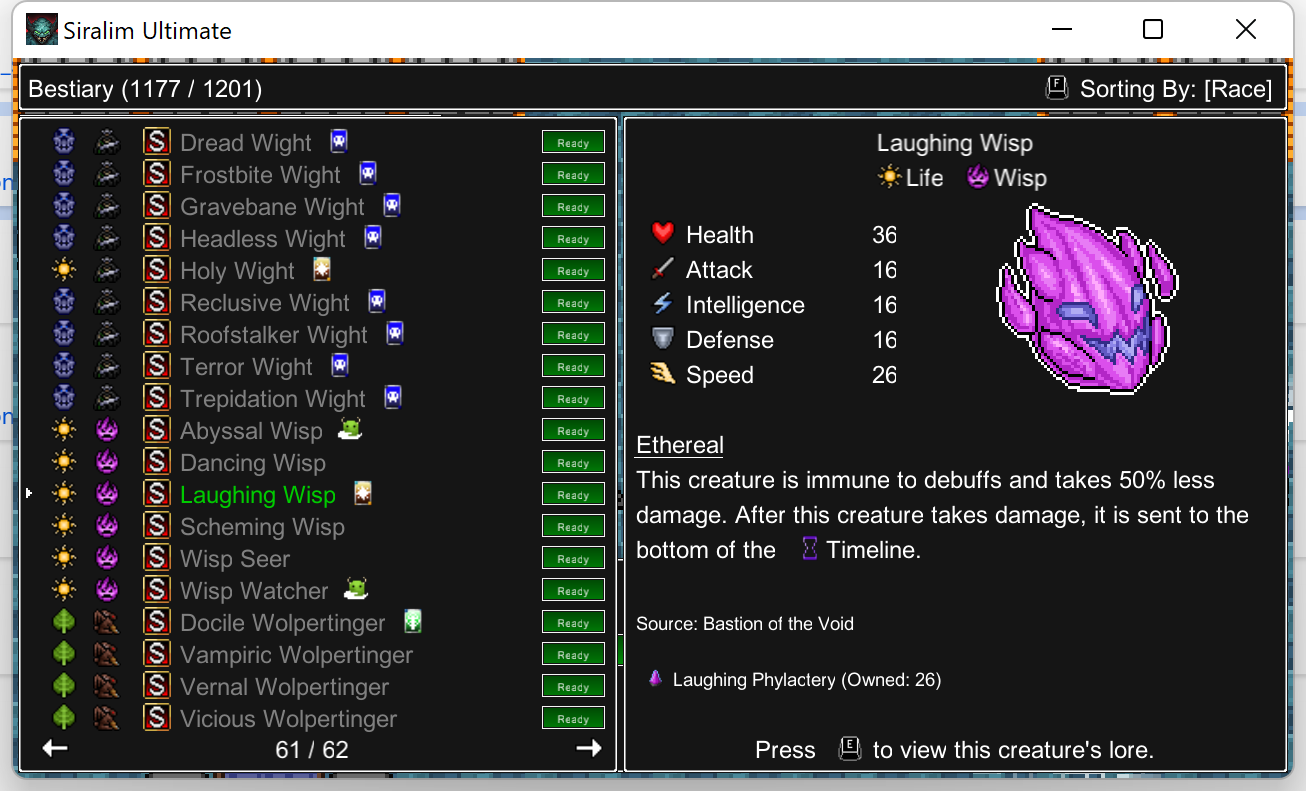 Siralim Ultimate
Bestiary (1177 / 1201)
F Sorting By: [Race]
S Dread Wight Ready
S Frostbite Wight Ready
S Gravebane Wight Ready
S Headless Wight Ready
S Holy Wight Ready
S Reclusive Wight Ready
S Roofstalker Wight Ready
S Terror Wight Ready
S Trepidation Wight Ready
S Abyssal Wisp Ready
S Dancing Wisp Ready
S Laughing Wisp Ready
S Scheming Wisp Ready
S Wisp Seer Ready
S Wisp Watcher Ready
S Docile Wolpertinger Ready
S Vampiric Wolpertinger Ready
S Vernal Wolpertinger Ready
S Vicious Wolpertinger Ready
61 / 62
Laughing Wisp
Life Wisp
Health 36
Attack 16
Intelligence 16
Defense 16
Speed 26
Ethereal
This creature is immune to debuffs and takes 50% less
damage. After this creature takes damage, it is sent to the
bottom of the Timeline.
Source: Bastion of the Void
Laughing Phylactery (Owned: 26)
Press E to view this creature's lore.